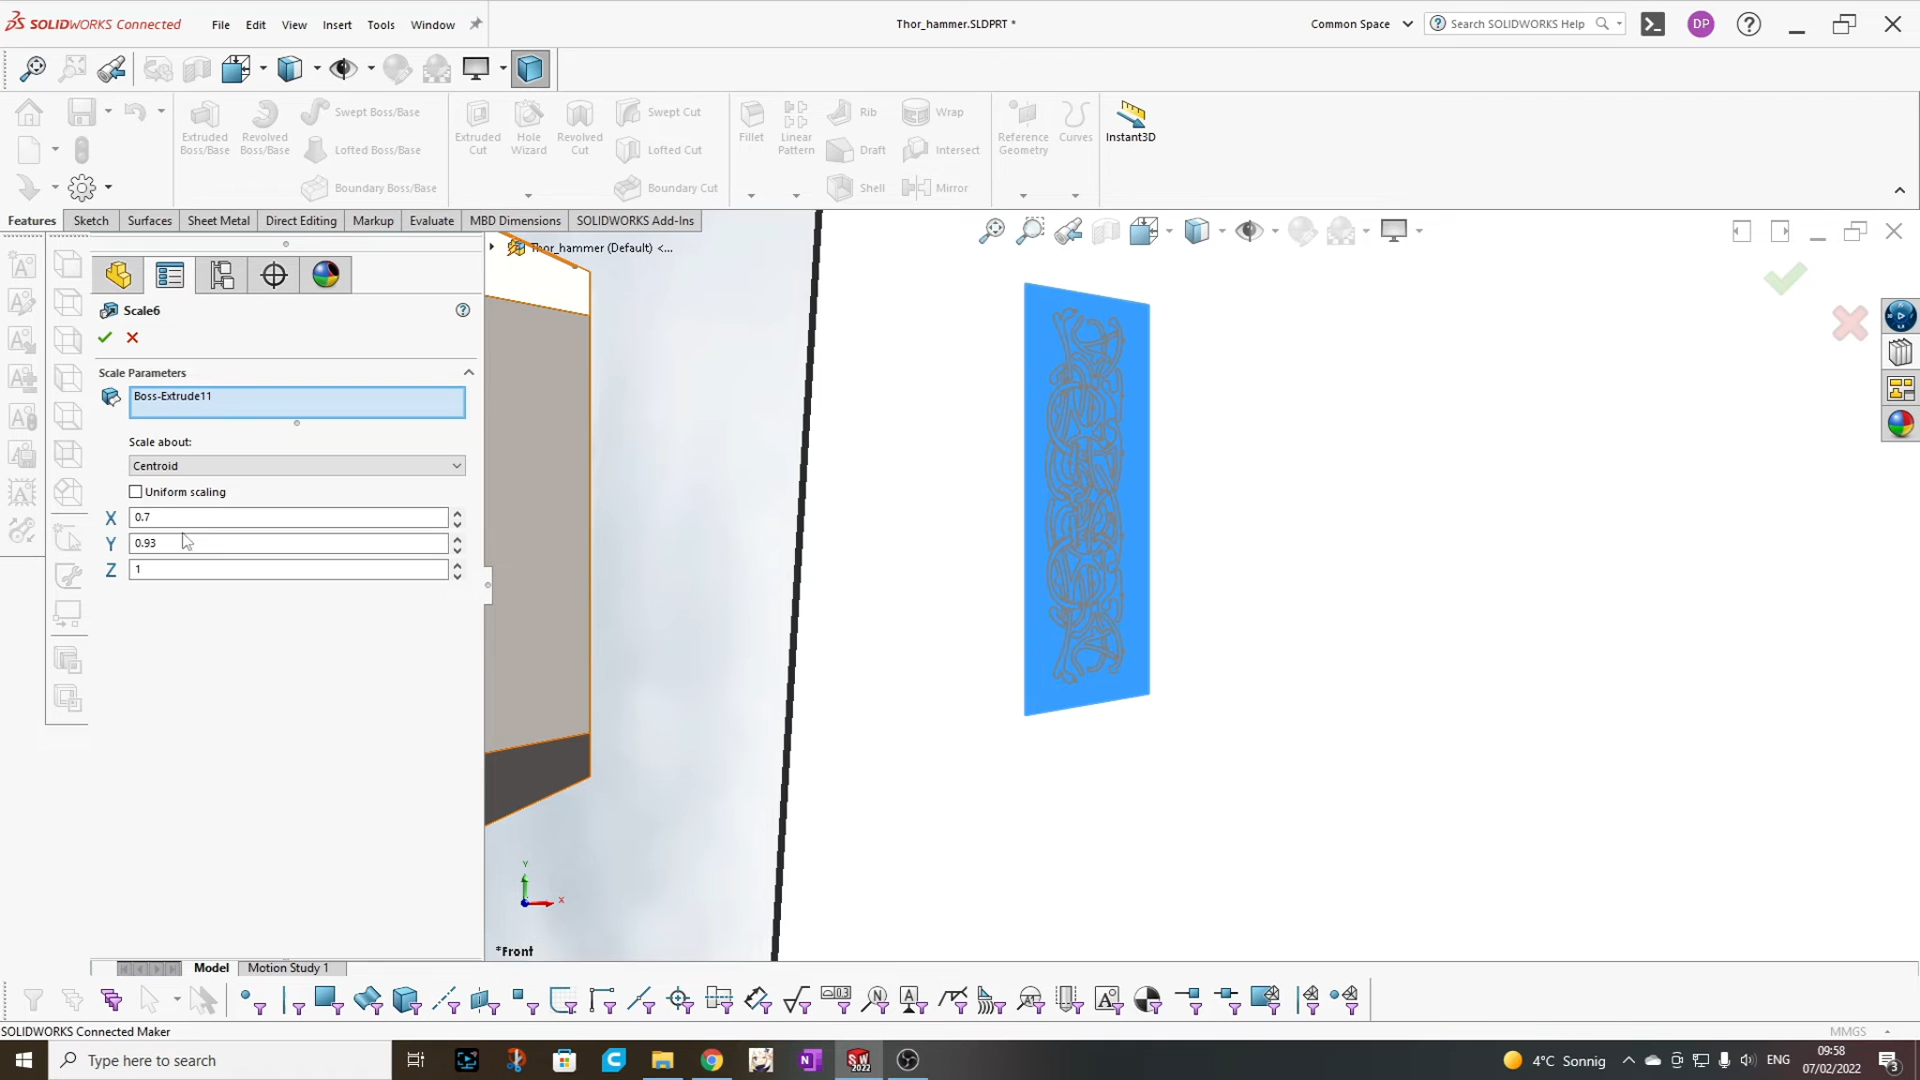 SOLIDWORKS Connected
File
Edit
View
Insert
Tools
Window
Thor_hammer.SLDPRT *
Common Space
Search SOLIDWORKS Help
DP
Extruded Boss/Base
Revolved Boss/Base
Swept Boss/Base
Lofted Boss/Base
Boundary Boss/Base
Extruded Cut
Hole Wizard
Revolved Cut
Swept Cut
Lofted Cut
Boundary Cut
Fillet
Linear Pattern
Rib
Draft
Shell
Wrap
Intersect
Mirror
Reference Geometry
Curves
Instant3D
Features
Sketch
Surfaces
Sheet Metal
Direct Editing
Markup
Evaluate
MBD Dimensions
SOLIDWORKS Add-Ins
Thor_hammer (Default) <...
Scale6
Scale Parameters
Boss-Extrude11
Scale about:
Centroid
Uniform scaling
X 0.7
Y 0.93
Z 1
Y
X
*Front
Model
Motion Study 1
SOLIDWORKS Connected Maker
MMGS
Type here to search
SW 2022
4°C Sonnig
ENG
09:58
07/02/2022
3